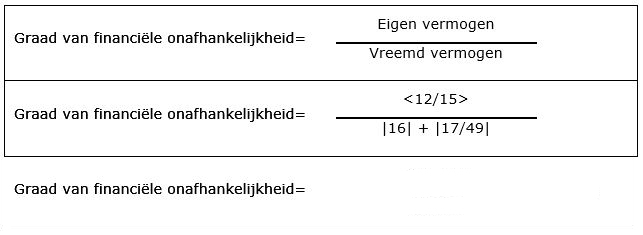 Eigen vermogen
Graad van financiële onafhankelijkheid=
Vreemd vermogen
<12/15>
Graad van financiële onafhankelijkheid=
|16| + |17/49|
Graad van financiële onafhankelijkheid=